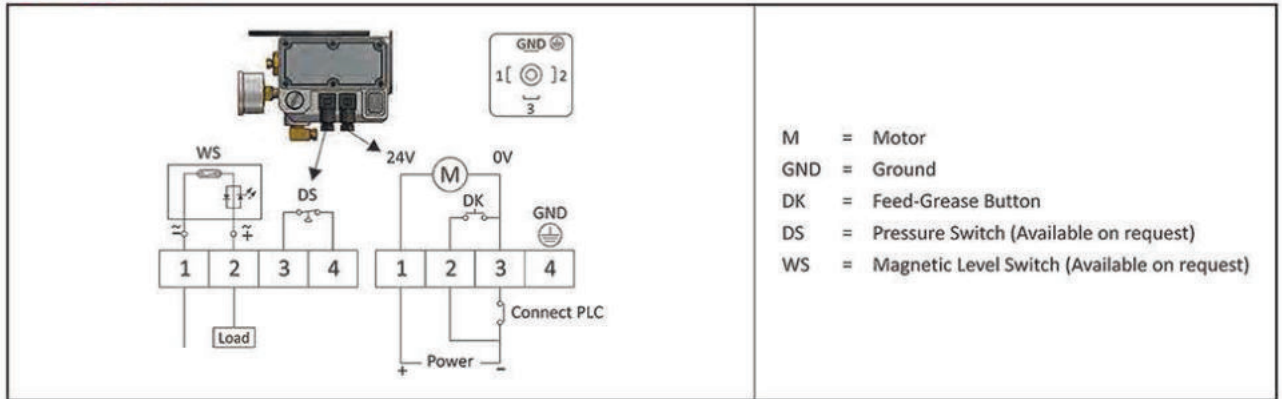 GND
1 2
3
24V 0V
WS
M
DS
DK
GND
≂ ≂
- +
1 2 3 4
1 2 3 4
Connect PLC
Load
Power
+ -
M = Motor
GND = Ground
DK = Feed-Grease Button
DS = Pressure Switch (Available on request)
WS = Magnetic Level Switch (Available on request)